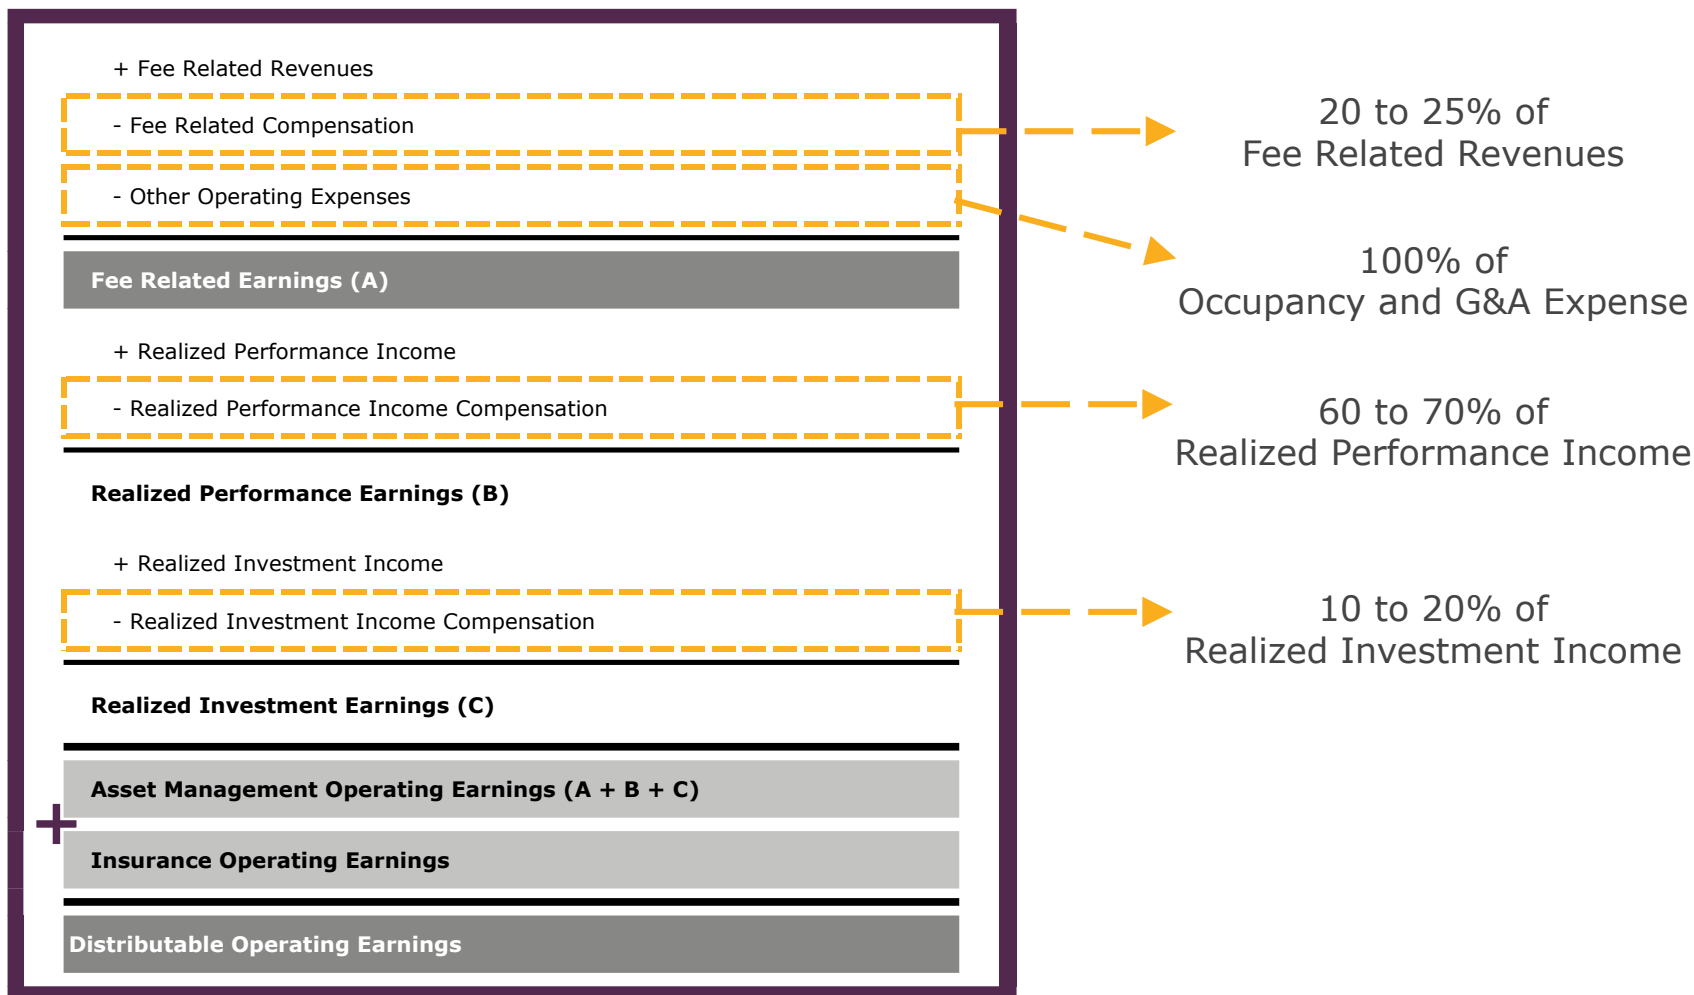 + Fee Related Revenues
- Fee Related Compensation
- Other Operating Expenses
Fee Related Earnings (A)
+ Realized Performance Income
- Realized Performance Income Compensation
Realized Performance Earnings (B)
+ Realized Investment Income
- Realized Investment Income Compensation
Realized Investment Earnings (C)
Asset Management Operating Earnings (A + B + C)
+
Insurance Operating Earnings
Distributable Operating Earnings
20 to 25% of
Fee Related Revenues
100% of
Occupancy and G&A Expense
60 to 70% of
Realized Performance Income
10 to 20% of
Realized Investment Income